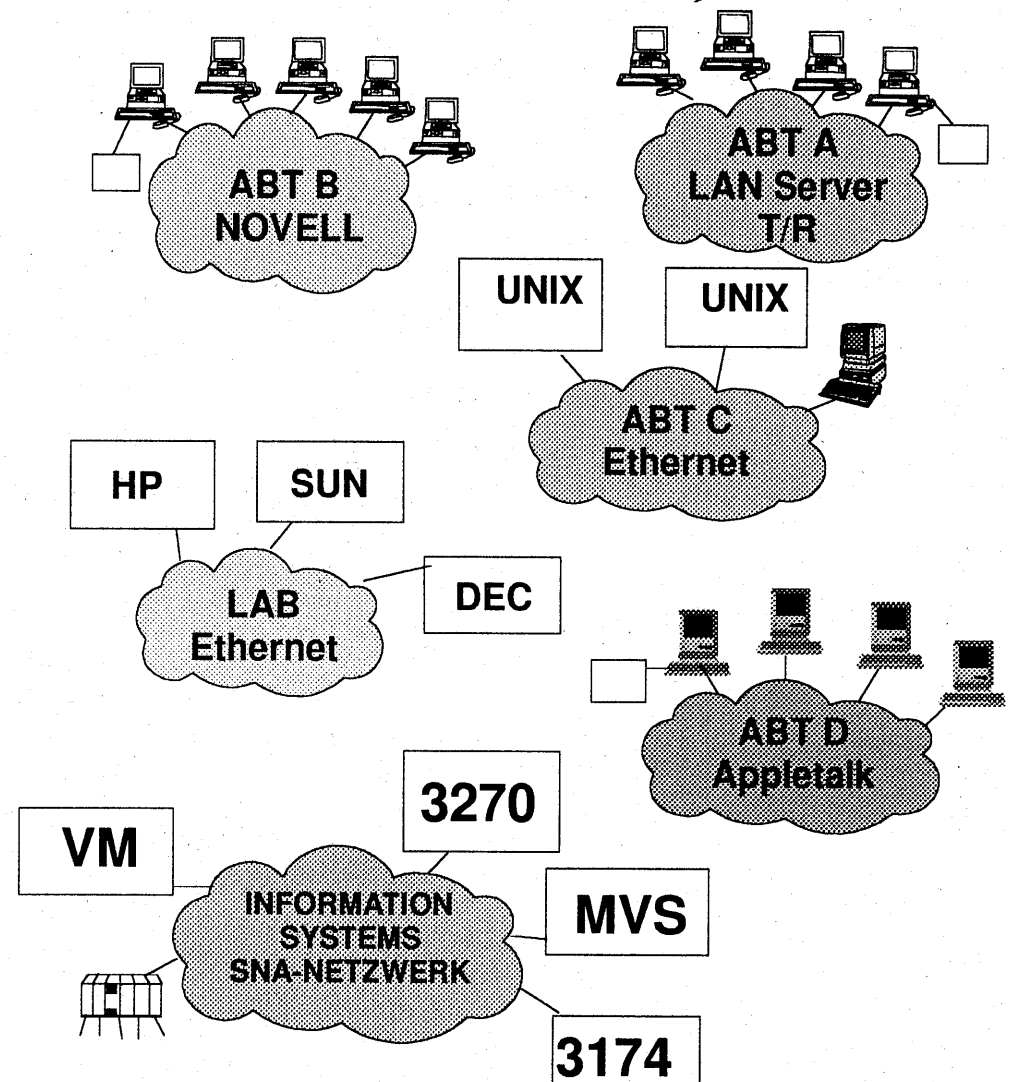 ABT B
NOVELL
ABT A
LAN Server
T/R
UNIX
UNIX
ABT C
Ethernet
HP
SUN
LAB
Ethernet
DEC
ABT D
Appletalk
3270
VM
INFORMATION
SYSTEMS
SNA-NETZWERK
MVS
3174